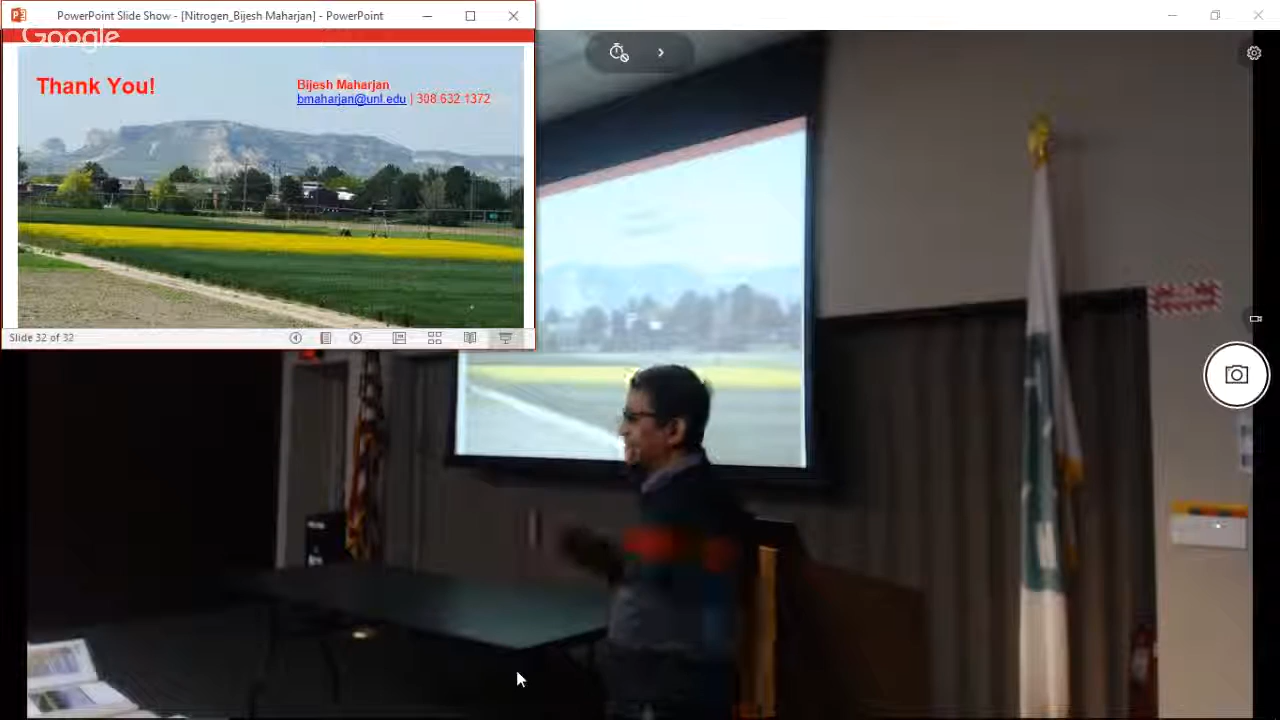 PowerPoint Slide Show - [Nitrogen_Bijesh Maharjan] - PowerPoint
Google
Thank You!
Bijesh Maharjan
bmaharjan@unl.edu | 308 632 1372
Slide 32 of 32